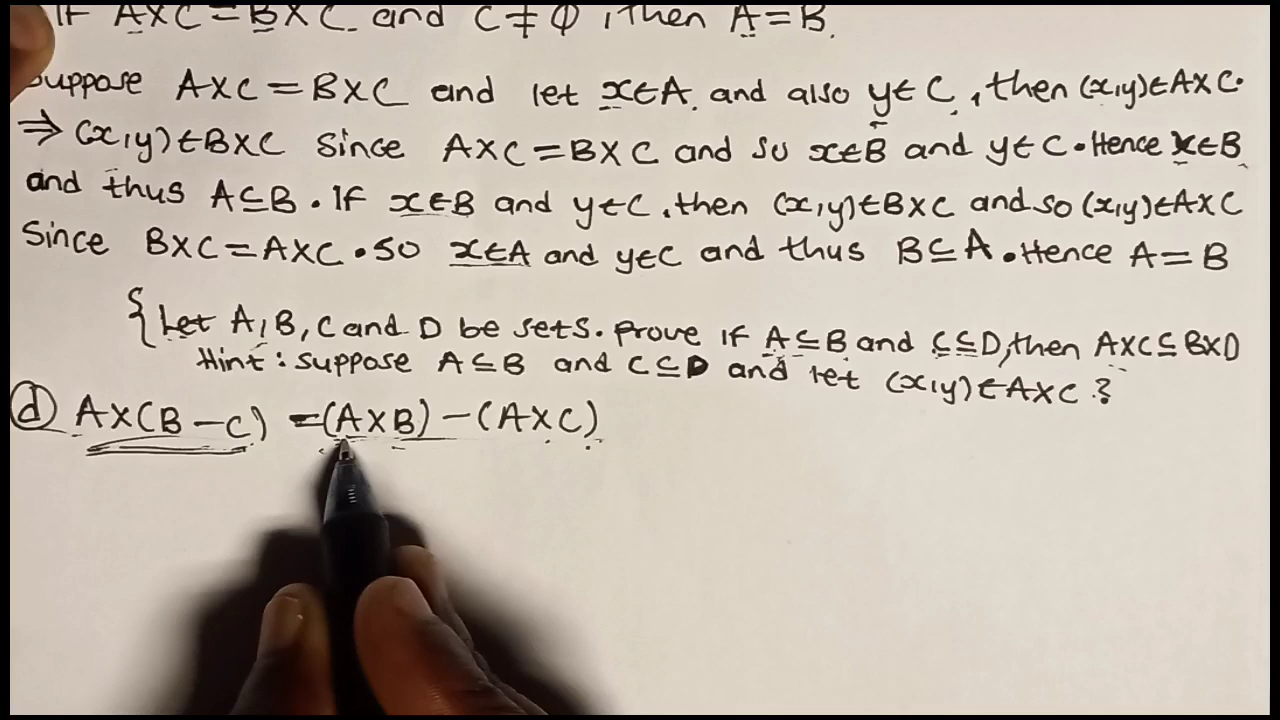 If A×C = B×C and C ≠ Φ, then A = B.
Suppose A×C = B×C and let x∈A, and also y∈C, then (x,y)∈A×C.
⇒ (x,y)∈B×C Since A×C = B×C and so x∈B and y∈C. Hence x∈B
and thus A⊆B. If x∈B and y∈C, then (x,y)∈B×C and so (x,y)∈A×C
Since B×C = A×C. So x∈A and y∈C and thus B⊆A. Hence A = B
{Let A, B, C and D be sets. Prove If A⊆B and C⊆D, then A×C⊆B×D
Hint: suppose A⊆B and C⊆D and let (x,y)∈A×C}
(d) A×(B−C) = (A×B) − (A×C)